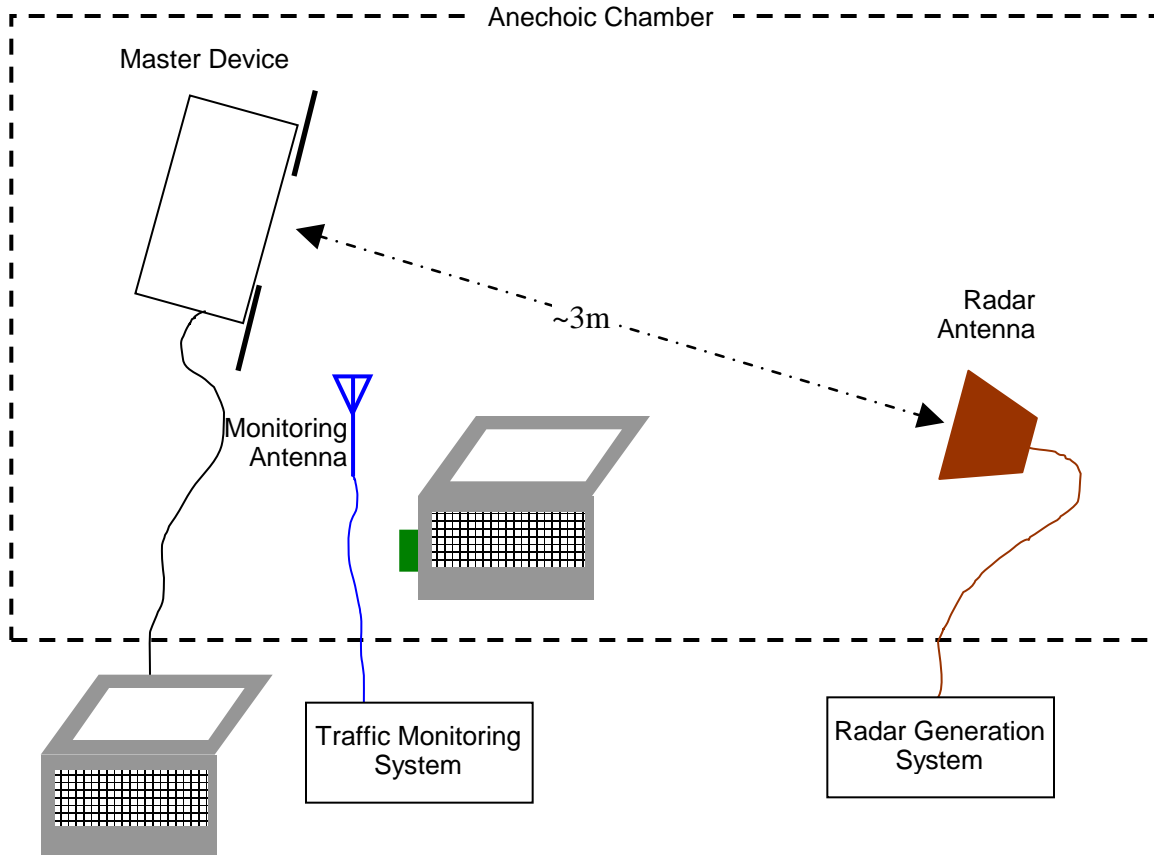 Anechoic Chamber
Master Device
~3m
Radar
Antenna
Monitoring
Antenna
Traffic Monitoring
System
Radar Generation
System